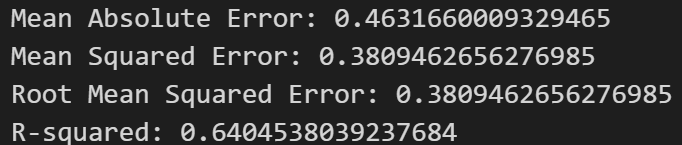 Mean Absolute Error: 0.4631660009329465
Mean Squared Error: 0.3809462656276985
Root Mean Squared Error: 0.3809462656276985
R-squared: 0.6404538039237684